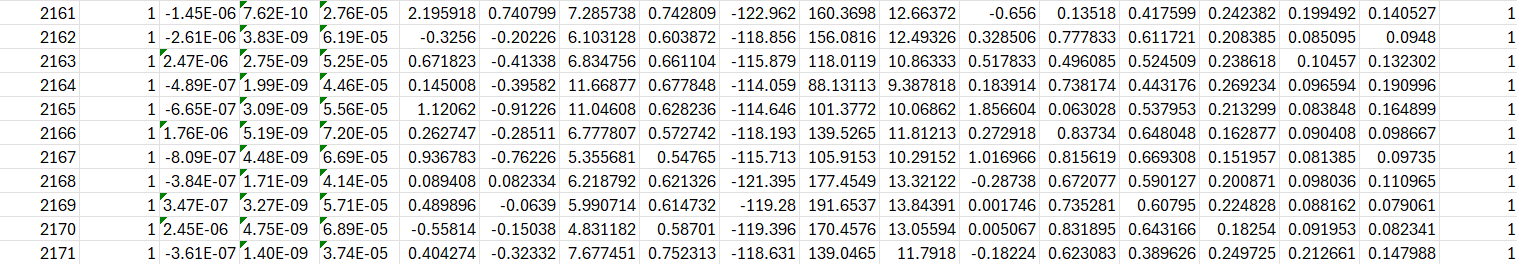 2161 1 -1.45E-06 7.62E-10 2.76E-05 2.195918 0.740799 7.285738 0.742809 -122.962 160.3698 12.66372 -0.656 0.13518 0.417599 0.242382 0.199492 0.140527 1
2162 1 -2.61E-06 3.83E-09 6.19E-05 -0.3256 -0.20226 6.103128 0.603872 -118.856 156.0816 12.49326 0.328506 0.777833 0.611721 0.208385 0.085095 0.0948 1
2163 1 2.47E-06 2.75E-09 5.25E-05 0.671823 -0.41338 6.834756 0.661104 -115.879 118.0119 10.86333 0.517833 0.496085 0.524509 0.238618 0.10457 0.132302 1
2164 1 -4.89E-07 1.99E-09 4.46E-05 0.145008 -0.39582 11.66877 0.677848 -114.059 88.13113 9.387818 0.183914 0.738174 0.443176 0.269234 0.096594 0.190996 1
2165 1 -6.65E-07 3.09E-09 5.56E-05 1.12062 -0.91226 11.04608 0.628236 -114.646 101.3772 10.06862 1.856604 0.063028 0.537953 0.213299 0.083848 0.164899 1
2166 1 1.76E-06 5.19E-09 7.20E-05 0.262747 -0.28511 6.777807 0.572742 -118.193 139.5265 11.81213 0.272918 0.83734 0.648048 0.162877 0.090408 0.098667 1
2167 1 -8.09E-07 4.48E-09 6.69E-05 0.936783 -0.76226 5.355681 0.54765 -115.713 105.9153 10.29152 1.016966 0.815619 0.669308 0.151957 0.081385 0.09735 1
2168 1 -3.84E-07 1.71E-09 4.14E-05 0.089408 0.082334 6.218792 0.621326 -121.395 177.4549 13.32122 -0.28738 0.672077 0.590127 0.200871 0.098036 0.110965 1
2169 1 3.47E-07 3.27E-09 5.71E-05 0.489896 -0.0639 5.990714 0.614732 -119.28 191.6537 13.84391 0.001746 0.735281 0.60795 0.224828 0.088162 0.079061 1
2170 1 2.45E-06 4.75E-09 6.89E-05 -0.55814 -0.15038 4.831182 0.58701 -119.396 170.4576 13.05594 0.005067 0.831895 0.643166 0.18254 0.091953 0.082341 1
2171 1 -3.61E-07 1.40E-09 3.74E-05 0.404274 -0.32332 7.677451 0.752313 -118.631 139.0465 11.7918 -0.18224 0.623083 0.389626 0.249725 0.212661 0.147988 1